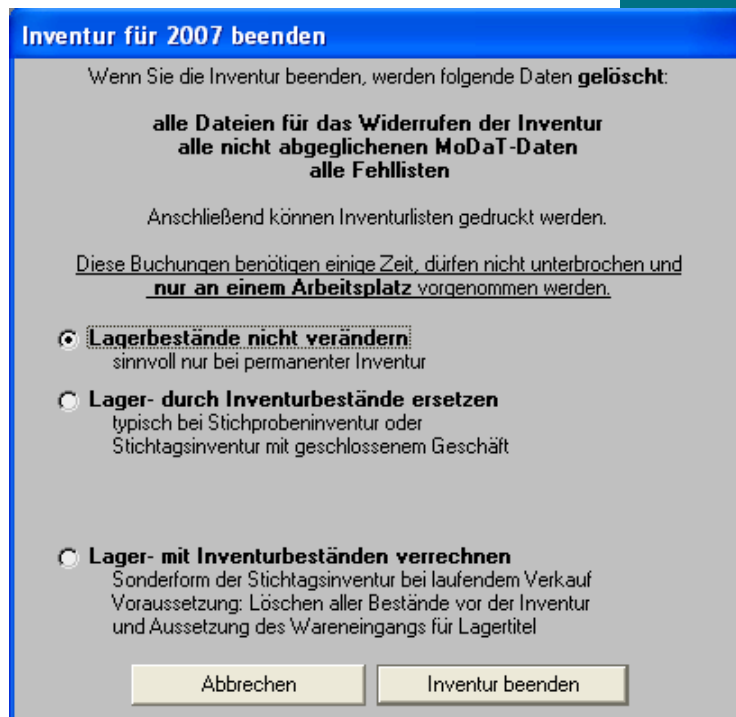 Inventur für 2007 beenden
Wenn Sie die Inventur beenden, werden folgende Daten gelöscht:
alle Dateien für das Widerrufen der Inventur
alle nicht abgeglichenen MoDaT-Daten
alle Fehllisten
Anschließend können Inventurlisten gedruckt werden.
Diese Buchungen benötigen einige Zeit, dürfen nicht unterbrochen und
nur an einem Arbeitsplatz vorgenommen werden.
Lagerbestände nicht verändern
sinnvoll nur bei permanenter Inventur
Lager- durch Inventurbestände ersetzen
typisch bei Stichprobeninventur oder
Stichtagsinventur mit geschlossenem Geschäft
Lager- mit Inventurbeständen verrechnen
Sonderform der Stichtagsinventur bei laufendem Verkauf
Voraussetzung: Löschen aller Bestände vor der Inventur
und Aussetzung des Wareneingangs für Lagertitel
Abbrechen
Inventur beenden